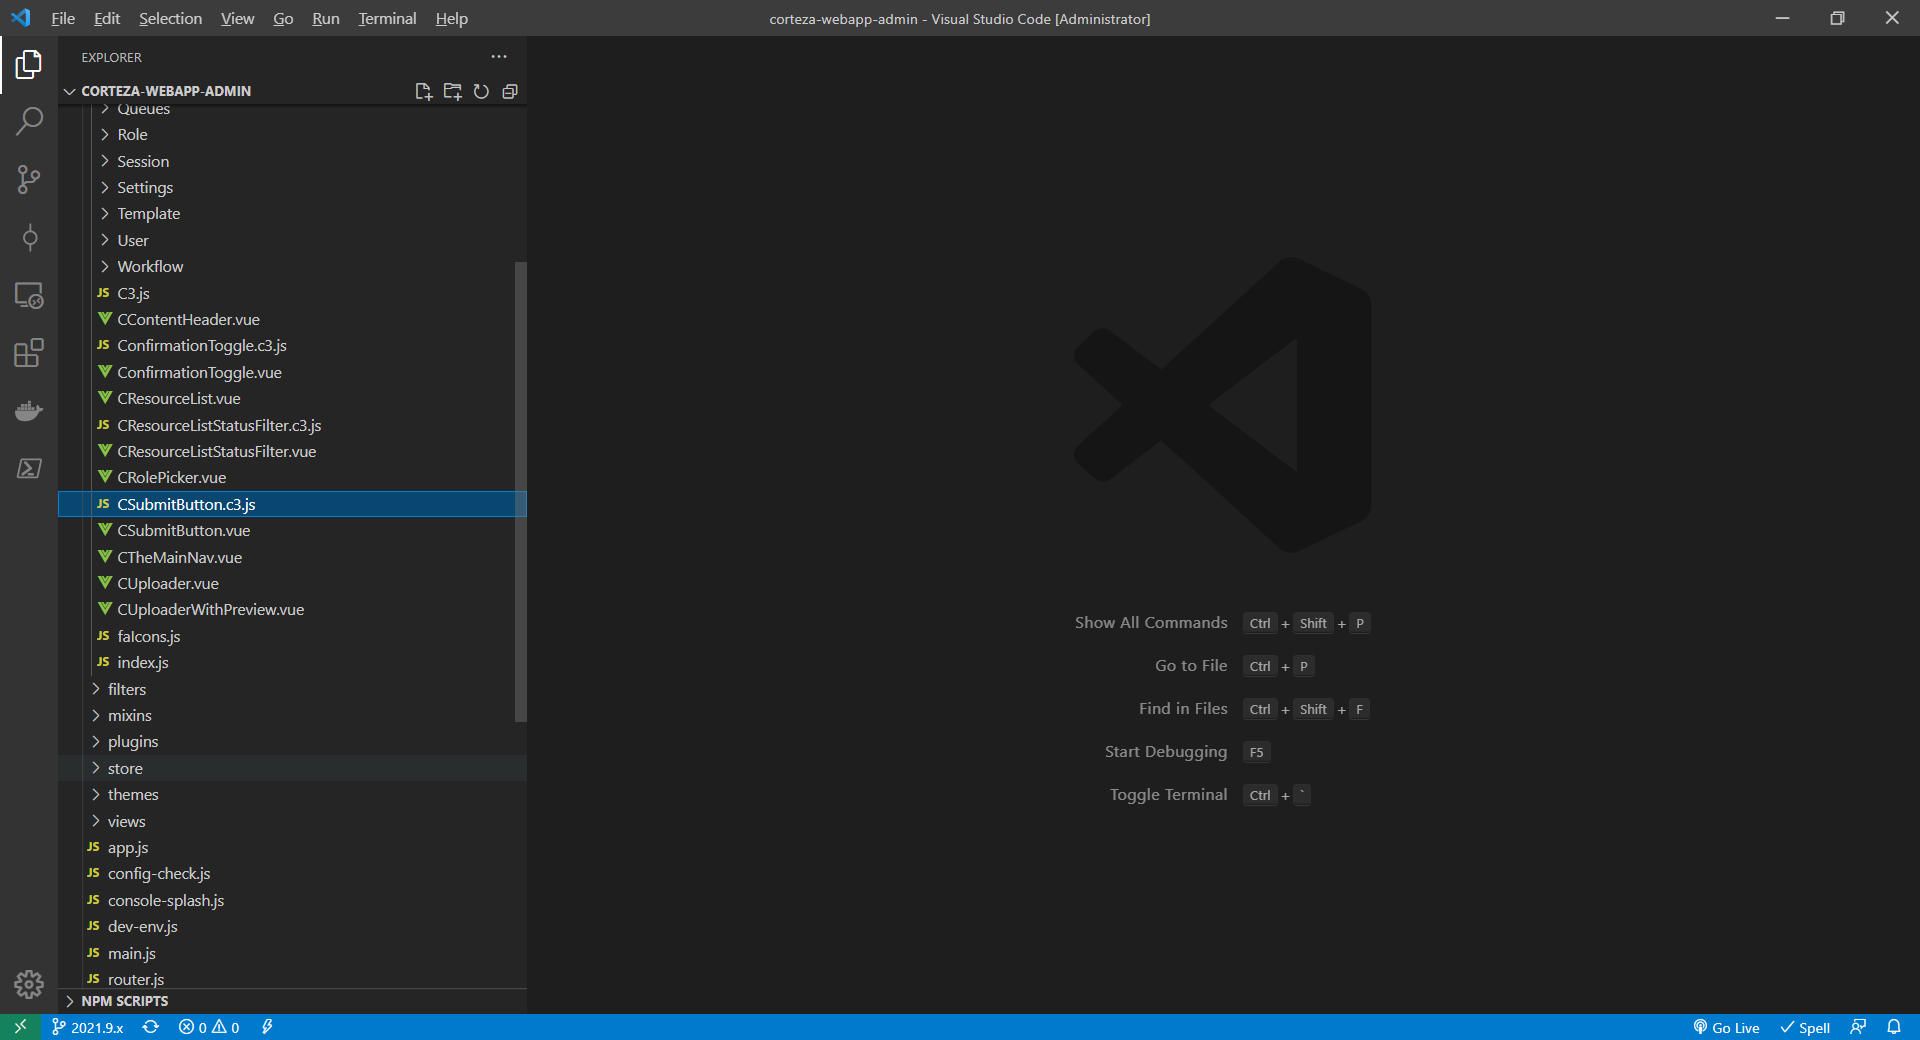 File Edit Selection View Go Run Terminal Help
corteza-webapp-admin - Visual Studio Code [Administrator]
EXPLORER
CORTEZA-WEBAPP-ADMIN
Queues
Role
Session
Settings
Template
User
Workflow
JS C3.js
CContentHeader.vue
JS ConfirmationToggle.c3.js
ConfirmationToggle.vue
CResourceList.vue
JS CResourceListStatusFilter.c3.js
CResourceListStatusFilter.vue
CRolePicker.vue
JS CSubmitButton.c3.js
CSubmitButton.vue
CTheMainNav.vue
CUploader.vue
CUploaderWithPreview.vue
JS faIcons.js
JS index.js
filters
mixins
plugins
store
themes
views
JS app.js
JS config-check.js
JS console-splash.js
JS dev-env.js
JS main.js
JS router.js
NPM SCRIPTS
Show All Commands Ctrl + Shift + P
Go to File Ctrl + P
Find in Files Ctrl + Shift + F
Start Debugging F5
Toggle Terminal Ctrl + `
2021.9.x 0 0 Go Live Spell